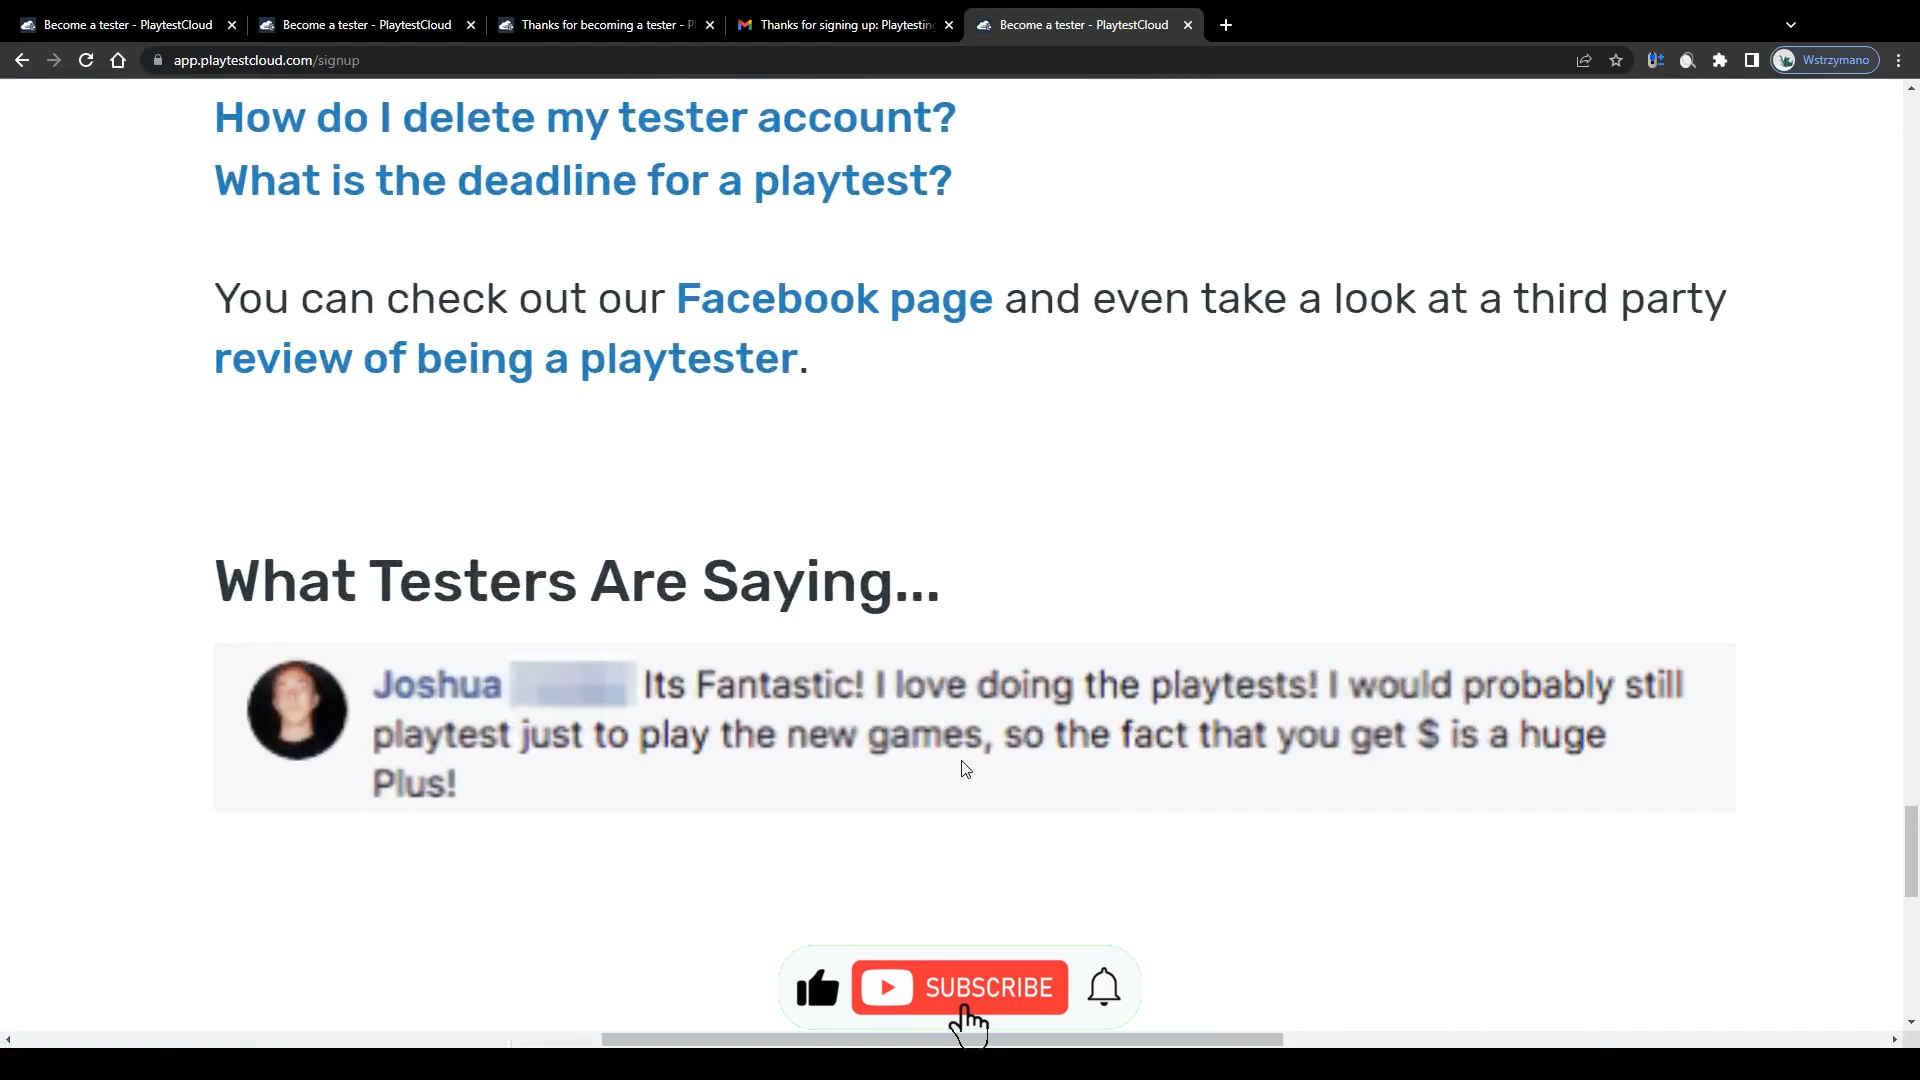 Become a tester - PlaytestCloud
Become a tester - PlaytestCloud
Thanks for becoming a tester - P
Thanks for signing up: Playtesting
Become a tester - PlaytestCloud
app.playtestcloud.com/signup
Wstrzymano
How do I delete my tester account?
What is the deadline for a playtest?
You can check out our Facebook page and even take a look at a third party
review of being a playtester.
What Testers Are Saying...
Joshua Its Fantastic! I love doing the playtests! I would probably still
playtest just to play the new games, so the fact that you get $ is a huge
Plus!
SUBSCRIBE